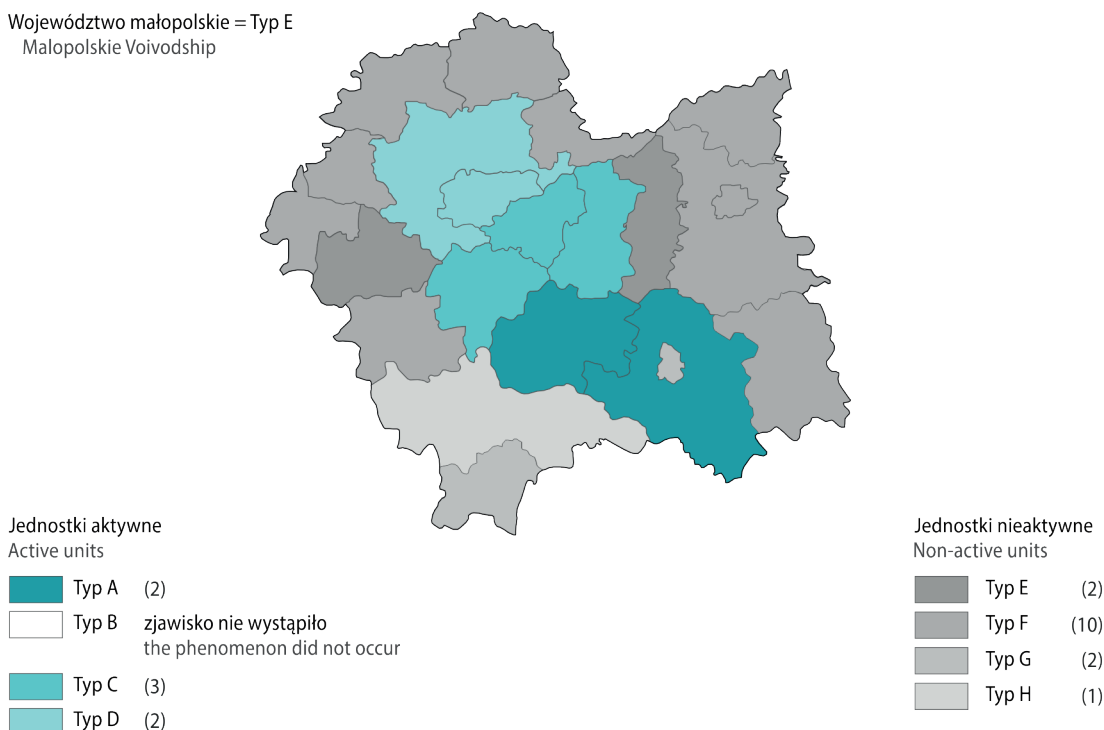 Województwo małopolskie = Typ E
Malopolskie Voivodship
Jednostki aktywne
Active units
Typ A (2)
Typ B zjawisko nie wystąpiło
the phenomenon did not occur
Typ C (3)
Typ D (2)
Jednostki nieaktywne
Non-active units
Typ E (2)
Typ F (10)
Typ G (2)
Typ H (1)